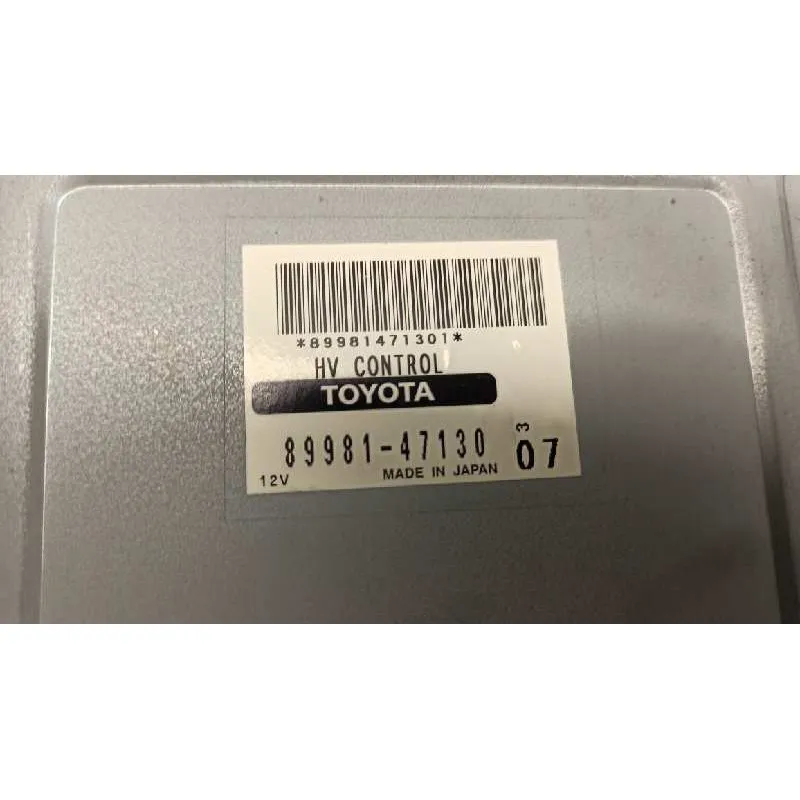 *89981471301*
HV CONTROL
TOYOTA
89981-47130
3
07
12V
MADE IN JAPAN